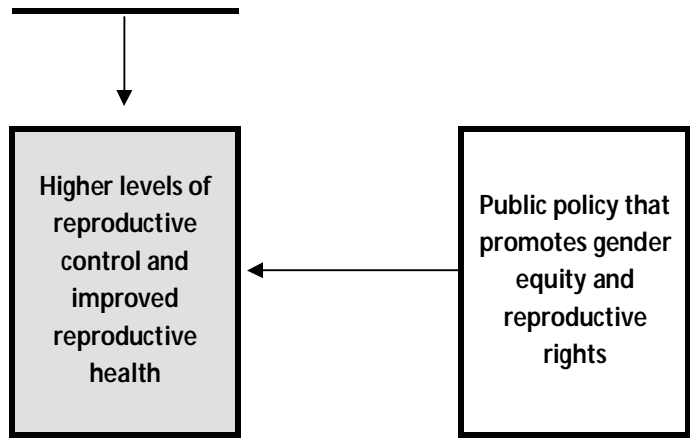 Higher levels of
reproductive
control and
improved
reproductive
health
Public policy that
promotes gender
equity and
reproductive
rights